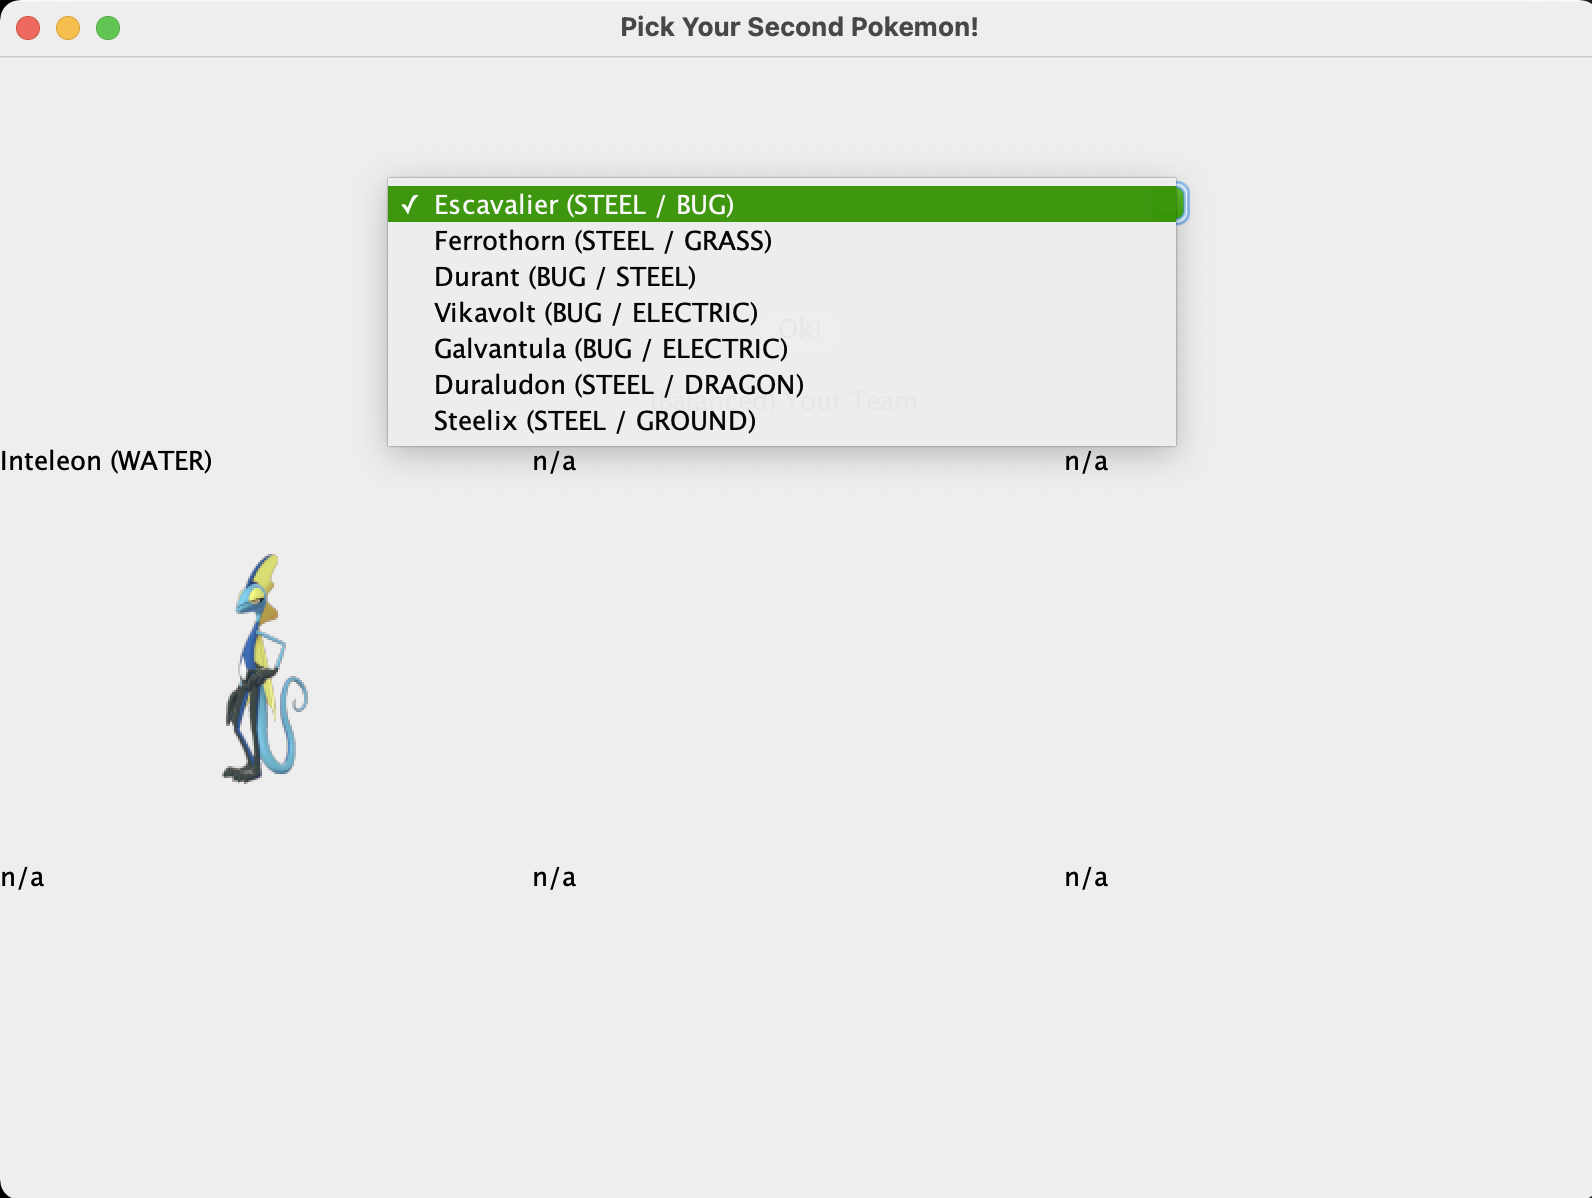 Pick Your Second Pokemon!
✓ Escavalier (STEEL / BUG)
Ferrothorn (STEEL / GRASS)
Durant (BUG / STEEL)
Vikavolt (BUG / ELECTRIC)
Ok!
Galvantula (BUG / ELECTRIC)
Duraludon (STEEL / DRAGON)
(Balanced) Your Team:
Steelix (STEEL / GROUND)
Inteleon (WATER) n/a n/a
n/a n/a n/a